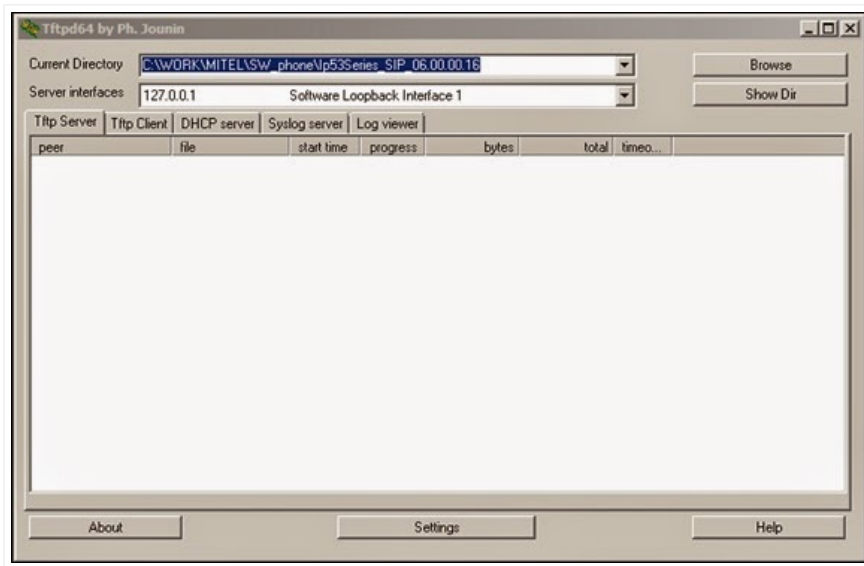 Tftpd64 by Ph. Jounin
Current Directory C:\WORK\MITEL\SW_phone\Ip53Series_SIP_06.00.00.16 Browse
Server interfaces 127.0.0.1 Software Loopback Interface 1 Show Dir
Tftp Server Tftp Client DHCP server Syslog server Log viewer
peer file start time progress bytes total timeo...
About Settings Help